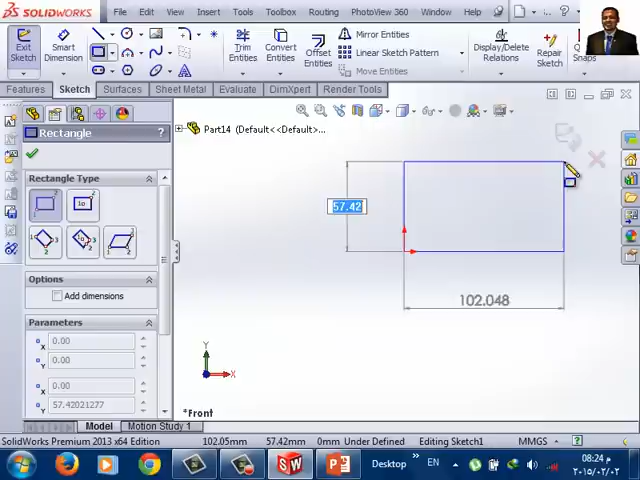 SOLIDWORKS File Edit View Insert Tools Routing PhotoView 360 Window
Exit Sketch
Smart Dimension
Trim Entities
Convert Entities
Offset Entities
Mirror Entities
Linear Sketch Pattern
Move Entities
Display/Delete Relations
Repair Sketch
Q
Snaps
Features Sketch Surfaces Sheet Metal Evaluate DimXpert Render Tools
Part14 (Default<<Default>...
Rectangle ?
Rectangle Type
Options
Add dimensions
Parameters
0.00
0.00
0.00
57.42021277
57.42
102.048
Y
X
*Front
Model Motion Study 1
SolidWorks Premium 2013 x64 Edition 102.05mm 57.42mm 0mm Under Defined Editing Sketch1 MMGS ?
Desktop EN
08:24 م
٢٠١٥/٠٢/٠٢